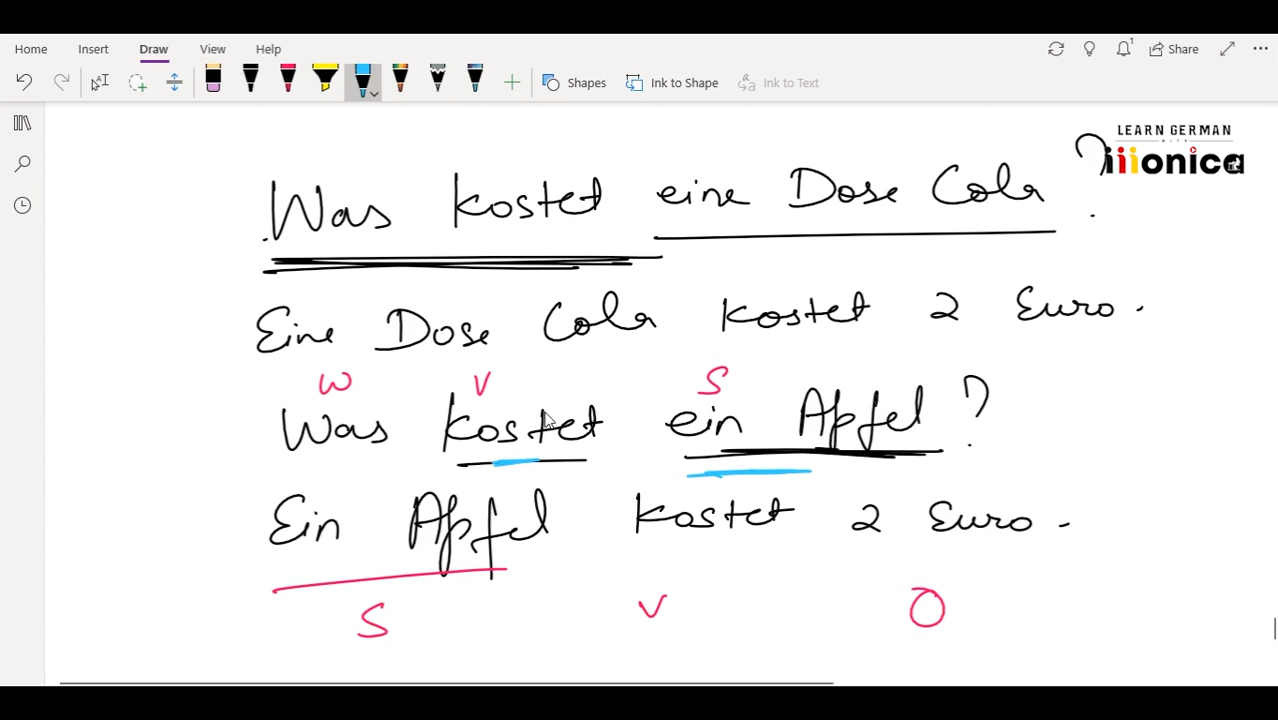 Home Insert Draw View Help
Share
Shapes Ink to Shape Ink to Text
LEARN GERMAN
iiionica
Was kostet eine Dose Cola ?
Eine Dose Cola kostet 2 Euro.
W V S
Was kostet ein Apfel ?
Ein Apfel kostet 2 Euro.
S V O